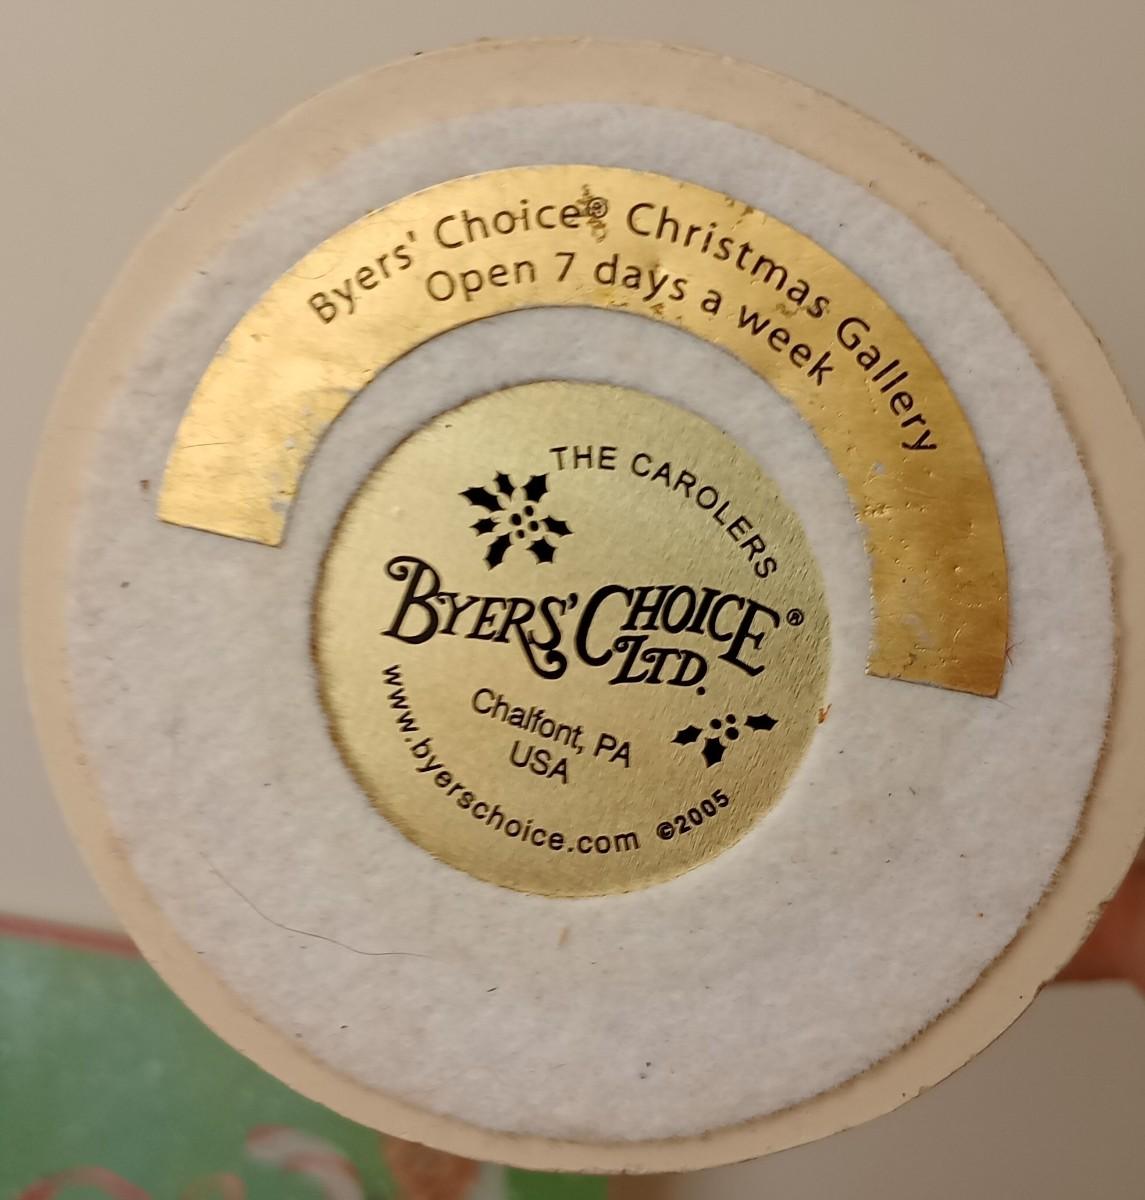 Byers' Choice® Christmas Gallery
Open 7 days a week
THE CAROLERS
BYERS' CHOICE®
LTD.
Chalfont, PA
USA
www.byerschoice.com ©2005